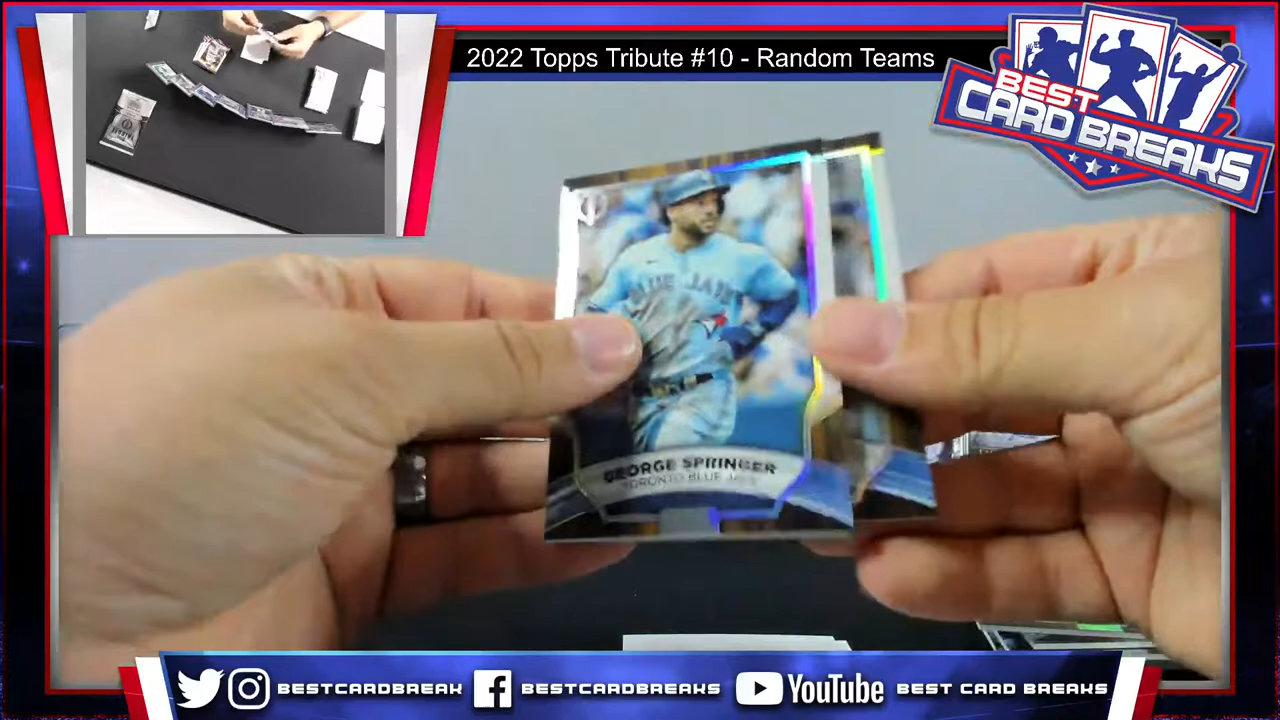 2022 Topps Tribute #10 - Random Teams
BEST
CARD BREAKS
BLUE JAYS
GEORGE SPRINGER
TORONTO BLUE JAYS
BESTCARDBREAK
BESTCARDBREAKS
YouTube
BEST CARD BREAKS